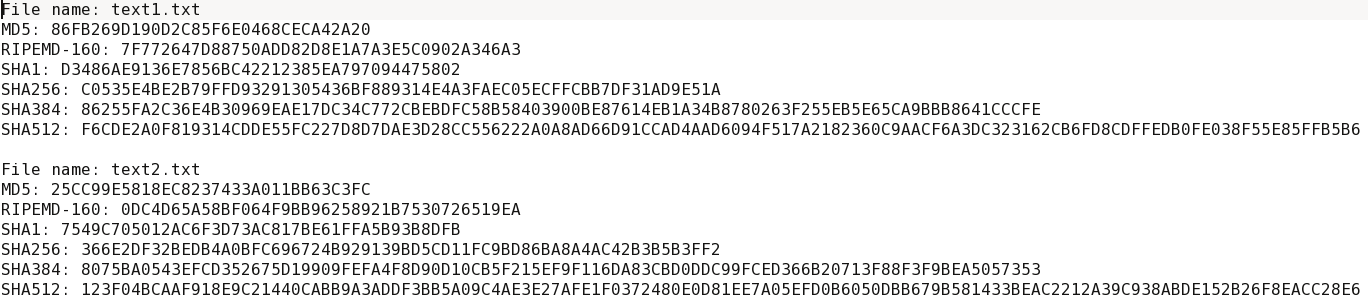 File name: text1.txt
MD5: 86FB269D190D2C85F6E0468CECA42A20
RIPEMD-160: 7F772647D88750ADD82D8E1A7A3E5C0902A346A3
SHA1: D3486AE9136E7856BC42212385EA797094475802
SHA256: C0535E4BE2B79FFD93291305436BF889314E4A3FAEC05ECFFCBB7DF31AD9E51A
SHA384: 86255FA2C36E4B30969EAE17DC34C772CBEBDFC58B58403900BE87614EB1A34B8780263F255EB5E65CA9BBB8641CCCFE
SHA512: F6CDE2A0F819314CDDE55FC227D8D7DAE3D28CC556222A0A8AD66D91CCAD4AAD6094F517A2182360C9AACF6A3DC323162CB6FD8CDFFEDB0FE038F55E85FFB5B6

File name: text2.txt
MD5: 25CC99E5818EC8237433A011BB63C3FC
RIPEMD-160: 0DC4D65A58BF064F9BB96258921B7530726519EA
SHA1: 7549C705012AC6F3D73AC817BE61FFA5B93B8DFB
SHA256: 366E2DF32BEDB4A0BFC696724B929139BD5CD11FC9BD86BA8A4AC42B3B5B3FF2
SHA384: 8075BA0543EFCD352675D19909FEFA4F8D90D10CB5F215EF9F116DA83CBD0DDC99FCED366B20713F88F3F9BEA5057353
SHA512: 123F04BCAAF918E9C21440CABB9A3ADDF3BB5A09C4AE3E27AFE1F0372480E0D81EE7A05EFD0B6050DBB679B581433BEAC2212A39C938ABDE152B26F8EACC28E6